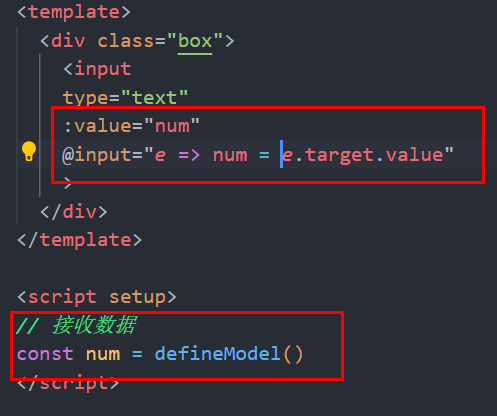 <template>
<div class="box">
<input
type="text"
:value="num"
@input="e => num = e.target.value"
>
</div>
</template>
<script setup>
// 接收数据
const num = defineModel()
</script>